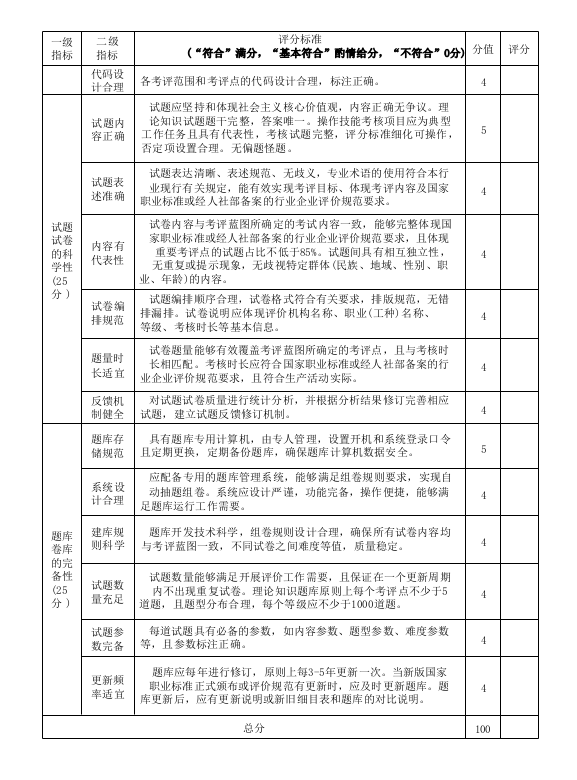 一级
指标
二级
指标
评分标准
(“符合”满分，“基本符合”酌情给分，“不符合”0分)
分值
评分
代码设
计合理
各考评范围和考评点的代码设计合理，标注正确。
4
试题
试卷
的科
学性
(25
分 )
试题内
容正确
试题应坚持和体现社会主义核心价值观，内容正确无争议。理
论知识试题题干完整，答案唯一。操作技能考核项目应为典型
工作任务且具有代表性，考核试题完整，评分标准细化可操作，
否定项设置合理。无偏题怪题。
5
试题表
述准确
试题表达清晰、表述规范、无歧义，专业术语的使用符合本行
业现行有关规定，能有效实现考评目标、体现考评内容及国家
职业标准或经人社部备案的行业企业评价规范要求。
4
内容有
代表性
试卷内容与考评蓝图所确定的考试内容一致，能够完整体现国
家职业标准或经人社部备案的行业企业评价规范要求，且体现
重要考评点的试题占比不低于85%。试题间具有相互独立性，
无重复或提示现象，无歧视特定群体(民族、地域、性别、职
业、年龄)的内容。
4
试卷编
排规范
试题编排顺序合理，试卷格式符合有关要求，排版规范，无错
排漏排。试卷说明应体现评价机构名称、职业(工种)名称、
等级、考核时长等基本信息。
4
题量时
长适宜
试卷题量能够有效覆盖考评蓝图所确定的考评点，且与考核时
长相匹配。考核时长应符合国家职业标准或经人社部备案的行
业企业评价规范要求，且符合生产活动实际。
4
反馈机
制健全
对试题试卷质量进行统计分析，并根据分析结果修订完善相应
试题，建立试题反馈修订机制。
4
题库
卷库
的完
备性
(25
分 )
题库存
储规范
具有题库专用计算机，由专人管理，设置开机和系统登录口令
且定期更换，定期备份题库，确保题库计算机数据安全。
5
系统设
计合理
应配备专用的题库管理系统，能够满足组卷规则要求，实现自
动抽题组卷。系统应设计严谨，功能完备，操作便捷，能够满
足题库运行工作需要。
4
建库规
则科学
题库开发技术科学，组卷规则设计合理，确保所有试卷内容均
与考评蓝图一致，不同试卷之间难度等值，质量稳定。
4
试题数
量充足
试题数量能够满足开展评价工作需要，且保证在一个更新周期
内不出现重复试卷。理论知识题库原则上每个考评点不少于5
道题，且题型分布合理，每个等级应不少于1000道题。
4
试题参
数完备
每道试题具有必备的参数，如内容参数、题型参数、难度参数
等，且参数标注正确。
4
更新频
率适宜
题库应每年进行修订，原则上每3-5年更新一次。当新版国家
职业标准正式颁布或评价规范有更新时，应及时更新题库。题
库更新后，应有更新说明或新旧细目表和题库的对比说明。
4
总分
100